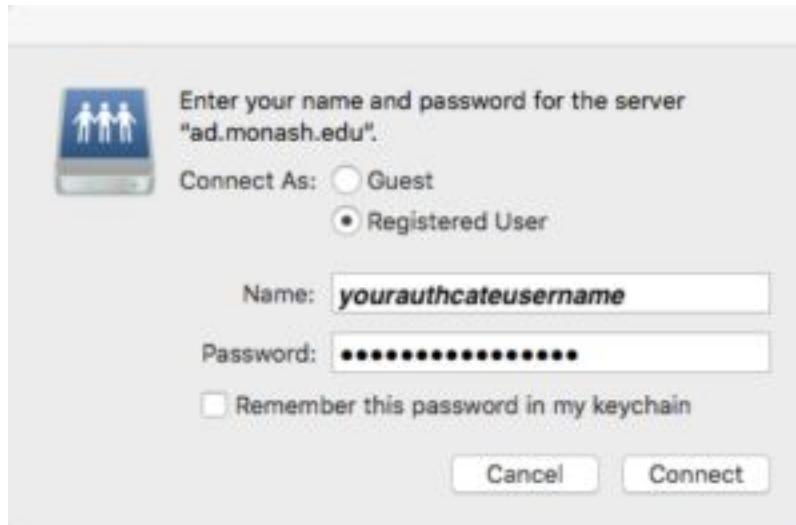 Enter your name and password for the server
"ad.monash.edu".
Connect As: Guest
Registered User
Name: yourauthcateusername
Password: ●●●●●●●●●●●●●●●●
Remember this password in my keychain
Cancel Connect